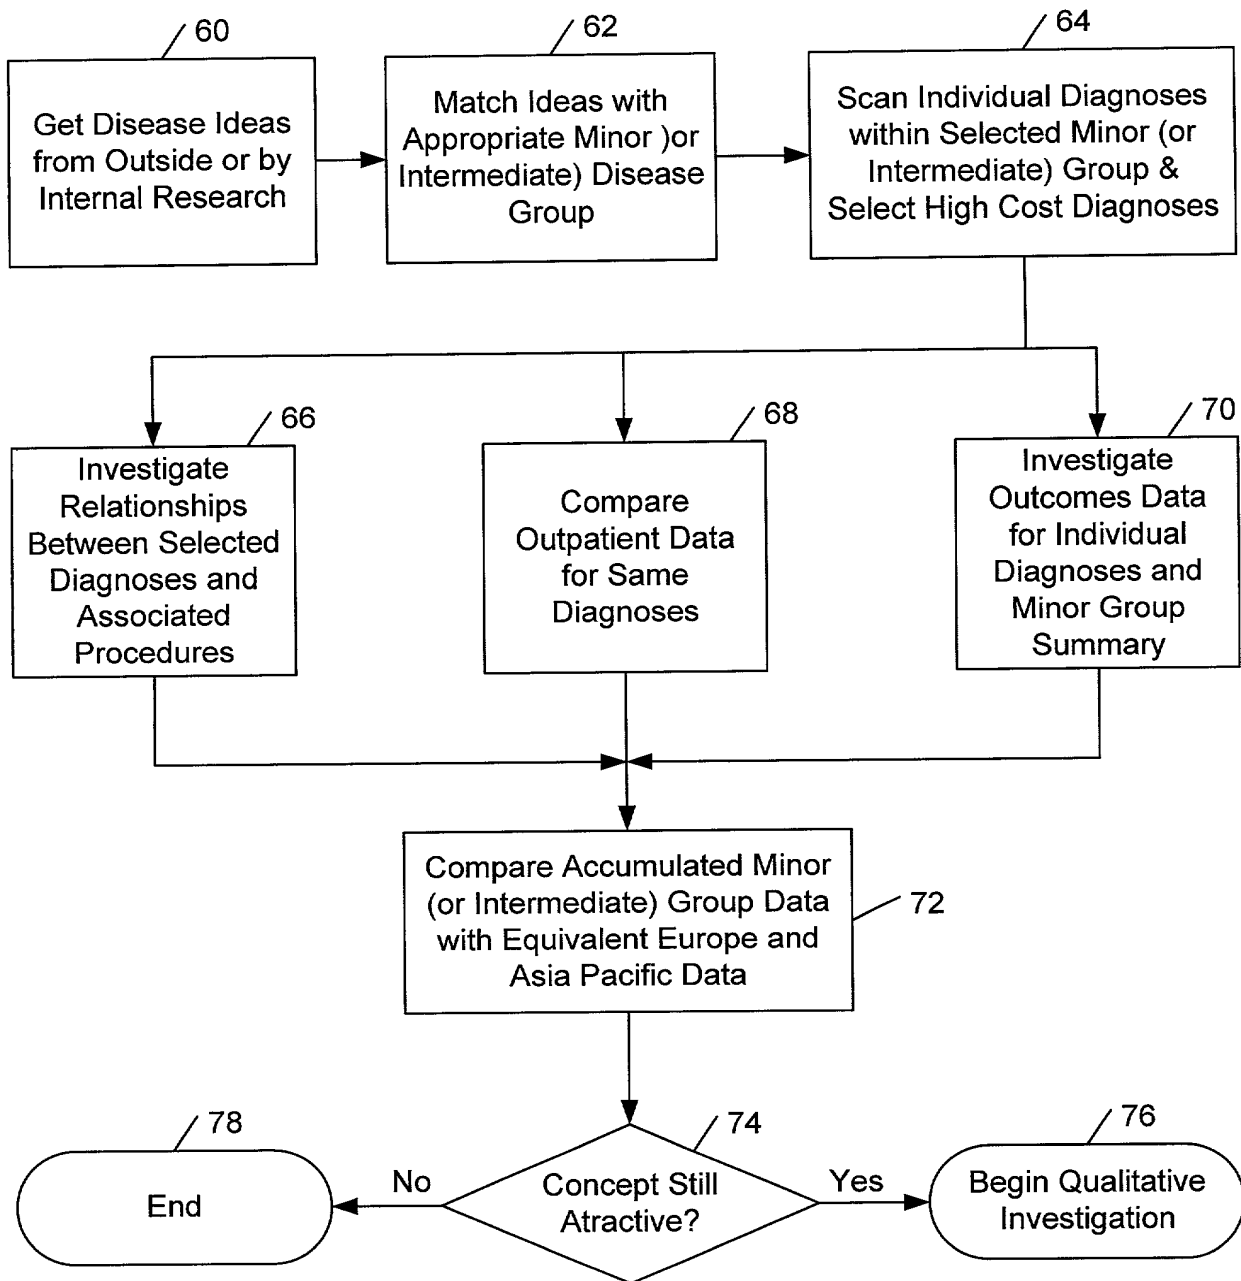 60
Get Disease Ideas
from Outside or by
Internal Research
62
Match Ideas with
Appropriate Minor )or
Intermediate) Disease
Group
64
Scan Individual Diagnoses
within Selected Minor (or
Intermediate) Group &
Select High Cost Diagnoses
66
Investigate
Relationships
Between Selected
Diagnoses and
Associated
Procedures
68
Compare
Outpatient Data
for Same
Diagnoses
70
Investigate
Outcomes Data
for Individual
Diagnoses and
Minor Group
Summary
Compare Accumulated Minor
(or Intermediate) Group Data
with Equivalent Europe and
Asia Pacific Data
72
78
End
No
74
Concept Still
Atractive?
Yes
76
Begin Qualitative
Investigation